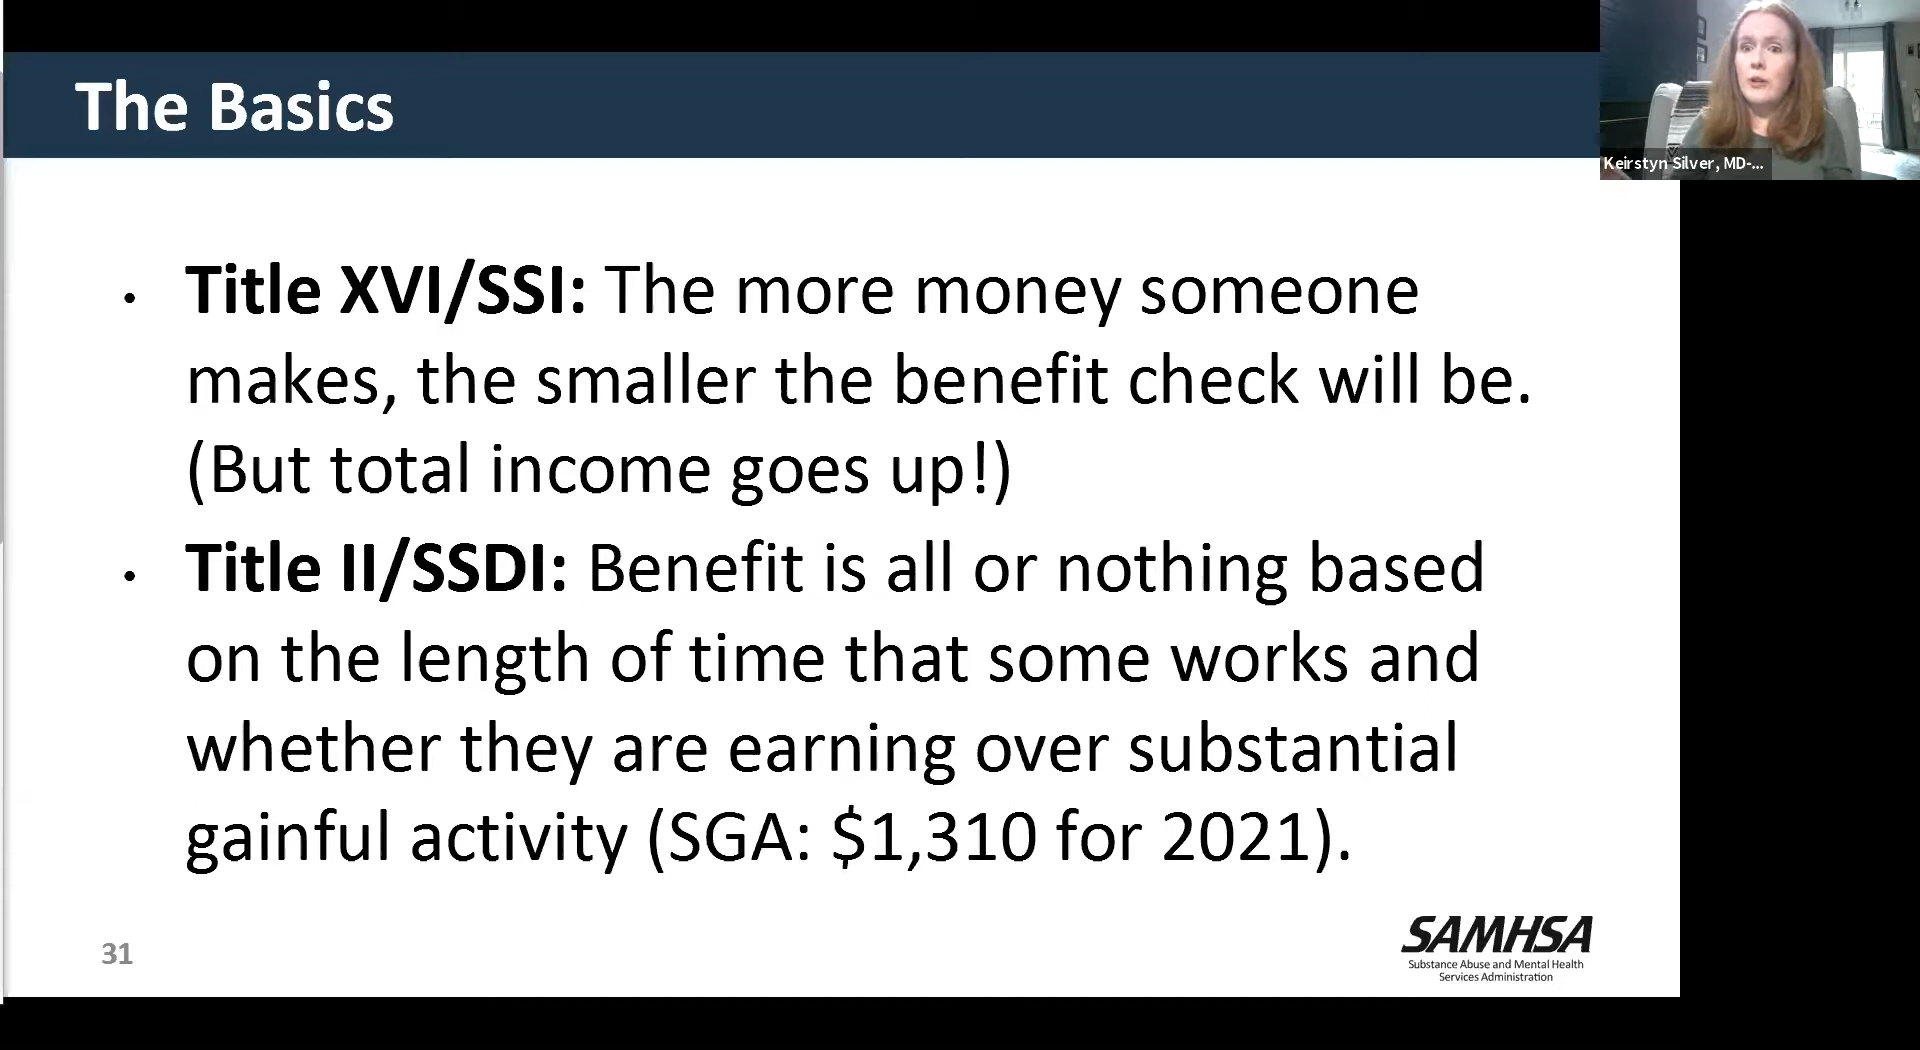 The Basics
Keirstyn Silver, MD-...
• Title XVI/SSI: The more money someone
makes, the smaller the benefit check will be.
(But total income goes up!)
• Title II/SSDI: Benefit is all or nothing based
on the length of time that some works and
whether they are earning over substantial
gainful activity (SGA: $1,310 for 2021).
31
SAMHSA
Substance Abuse and Mental Health
Services Administration